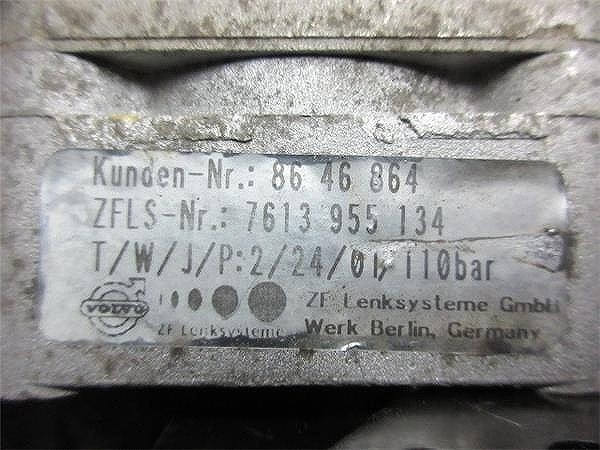 Kunden-Nr.: 86 46 864
ZFLS-Nr.: 7613 955 134
T/W/J/P:2/24/01/ 110bar
VOLVO
ZF Lenksysteme
ZF Lenksysteme GmbH
Werk Berlin, Germany